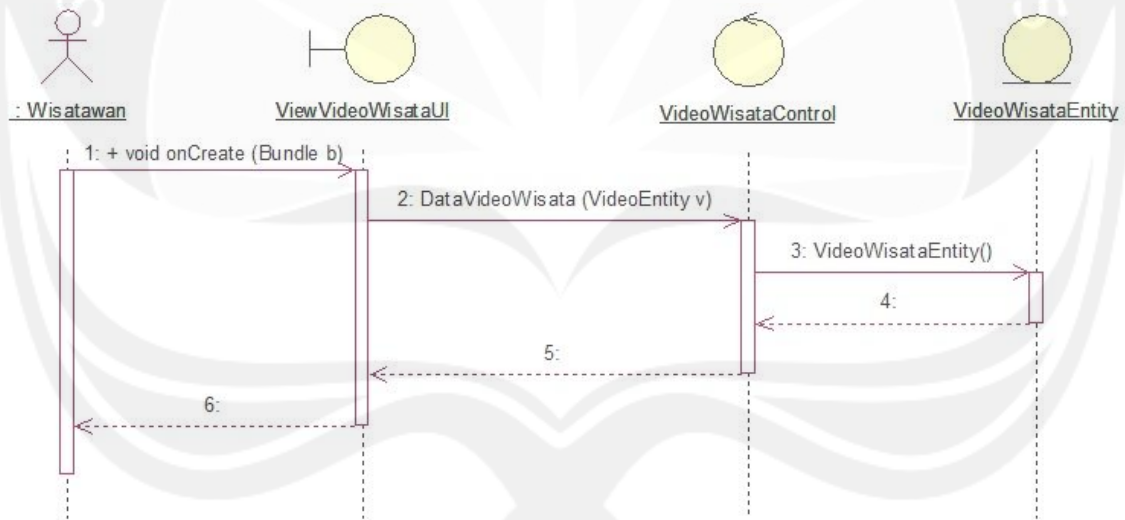 : Wisatawan
ViewVideoWisataUI
VideoWisataControl
VideoWisataEntity
1: + void onCreate (Bundle b)
2: DataVideoWisata (VideoEntity v)
3: VideoWisataEntity()
4:
5:
6: